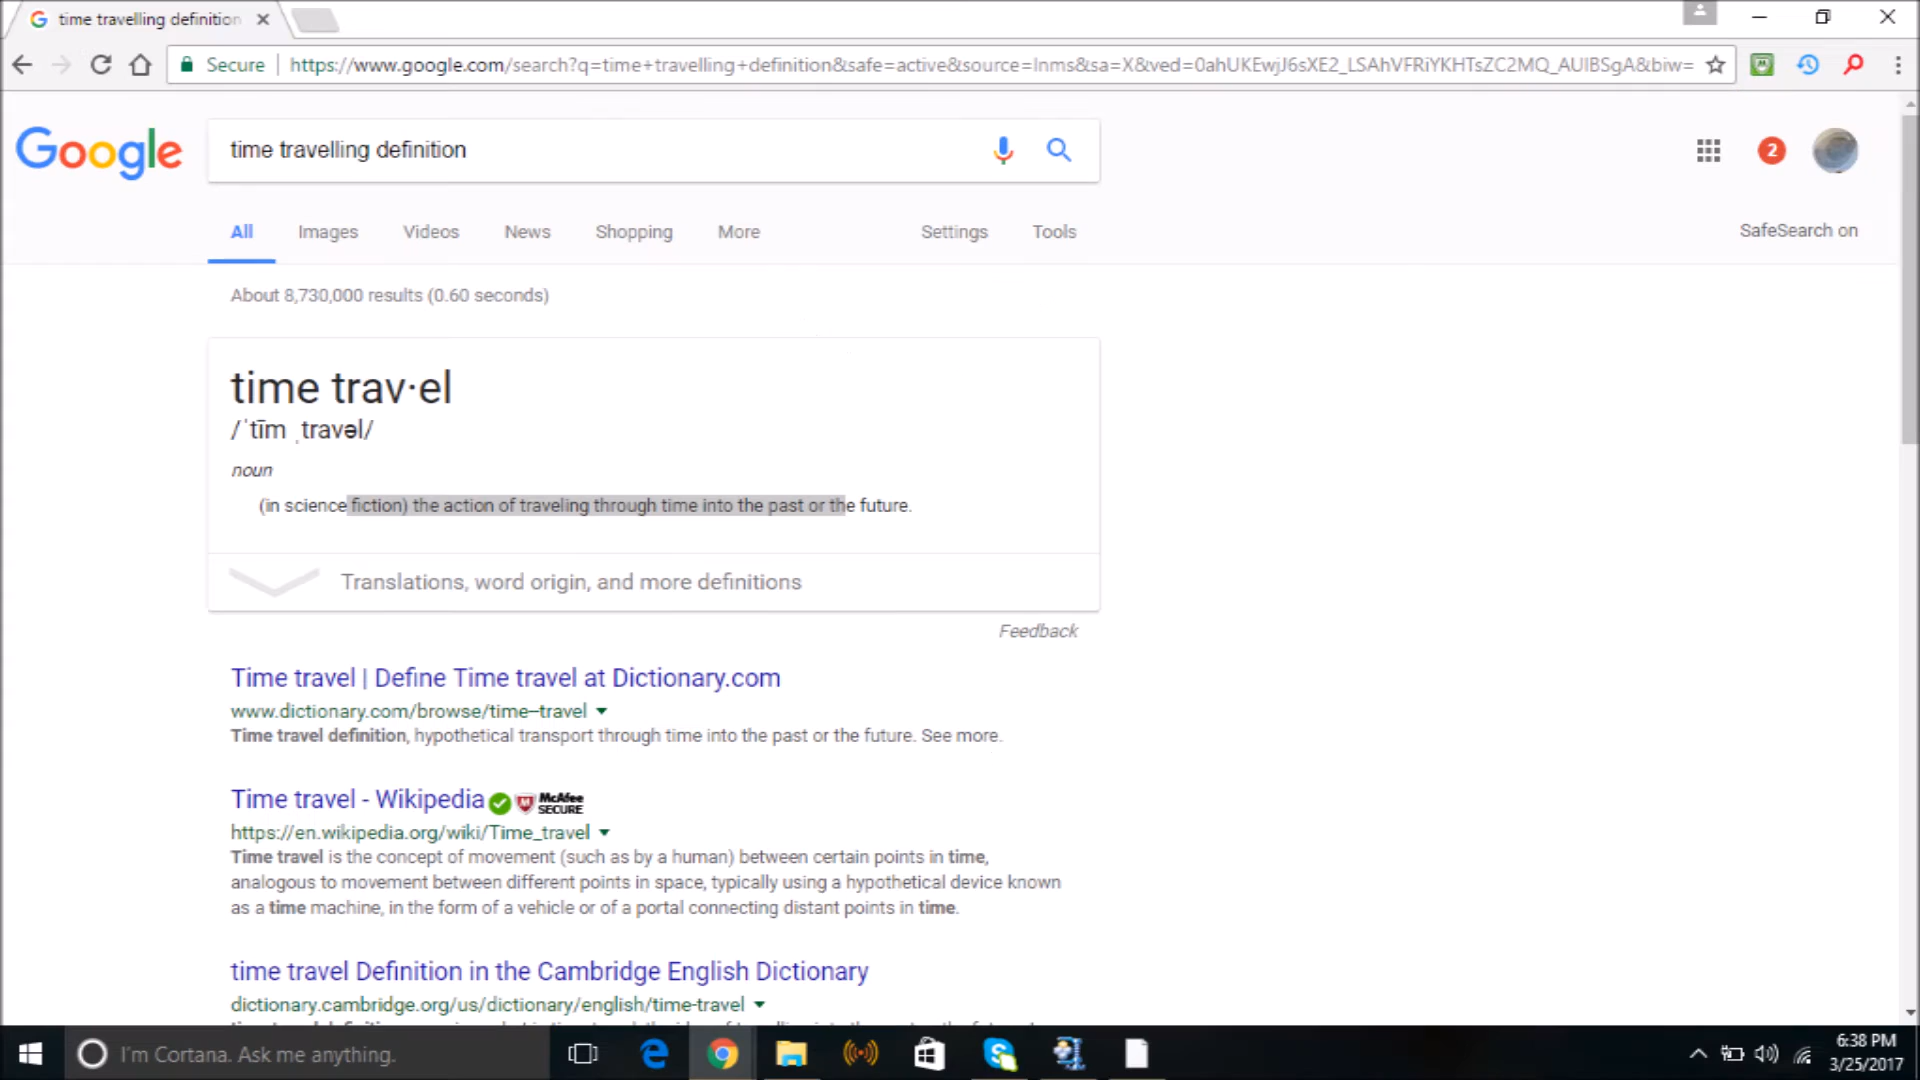 time travelling definition
Secure
https://www.google.com/search?q=time+travelling+definition&safe=active&source=lnms&sa=X&ved=0ahUKEwjJ6sXE2_LSAhVFRiYKHTsZC2MQ_AUIBSgA&biw=
Google
time travelling definition
2
All Images Videos News Shopping More Settings Tools
SafeSearch on
About 8,730,000 results (0.60 seconds)
time trav·el
/ˈtīm ˌtravəl/
noun
(in science fiction) the action of traveling through time into the past or the future.
Translations, word origin, and more definitions
Feedback
Time travel | Define Time travel at Dictionary.com
www.dictionary.com/browse/time--travel
Time travel definition, hypothetical transport through time into the past or the future. See more.
Time travel - Wikipedia McAfee SECURE
https://en.wikipedia.org/wiki/Time_travel
Time travel is the concept of movement (such as by a human) between certain points in time,
analogous to movement between different points in space, typically using a hypothetical device known
as a time machine, in the form of a vehicle or of a portal connecting distant points in time.
time travel Definition in the Cambridge English Dictionary
dictionary.cambridge.org/us/dictionary/english/time-travel
I'm Cortana. Ask me anything.
6:38 PM
3/25/2017